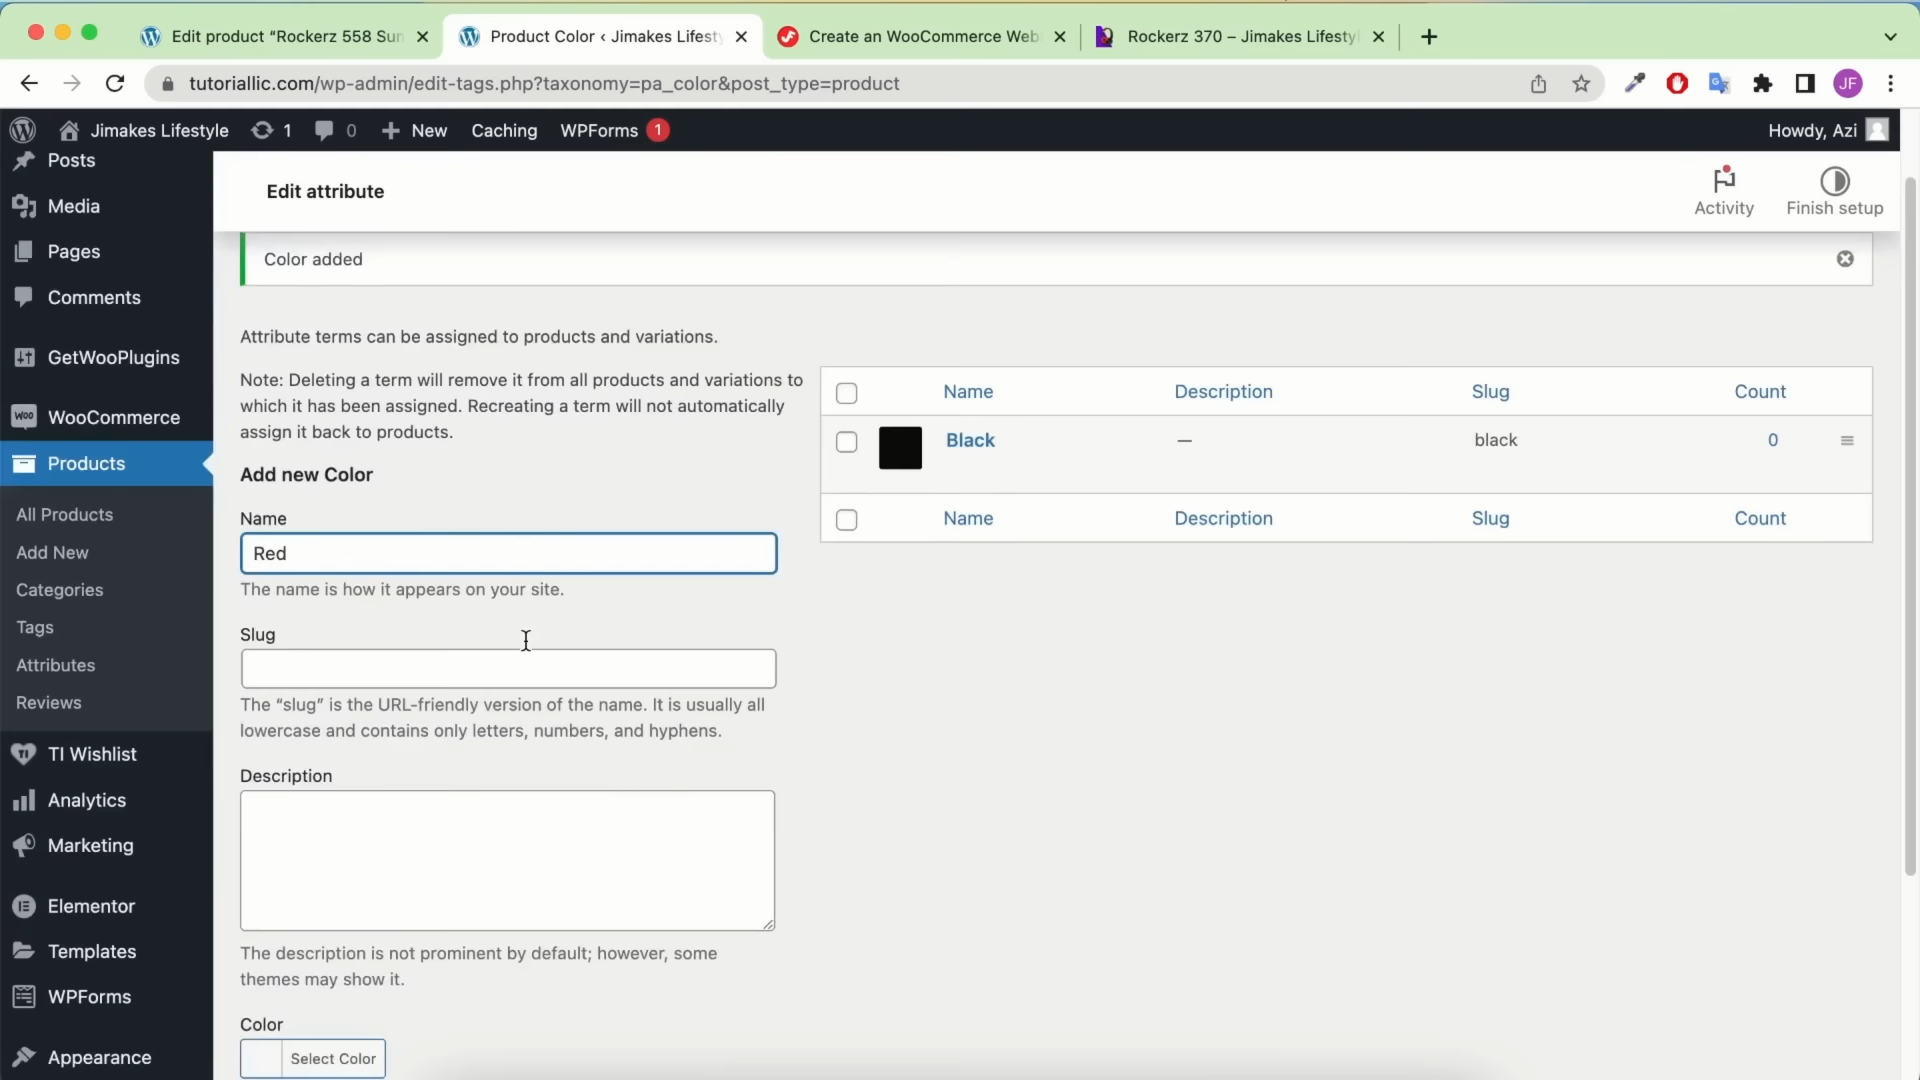 Edit product “Rockerz 558 Sun
Product Color ‹ Jimakes Lifesty
Create an WooCommerce Web
Rockerz 370 – Jimakes Lifestyl
tutoriallic.com/wp-admin/edit-tags.php?taxonomy=pa_color&post_type=product
JF
Jimakes Lifestyle
1
0
New
Caching
WPForms 1
Howdy, Azi
Posts
Media
Pages
Comments
GetWooPlugins
WooCommerce
Products
All Products
Add New
Categories
Tags
Attributes
Reviews
TI Wishlist
Analytics
Marketing
Elementor
Templates
WPForms
Appearance
Edit attribute
Activity
Finish setup
Color added
Attribute terms can be assigned to products and variations.
Note: Deleting a term will remove it from all products and variations to
which it has been assigned. Recreating a term will not automatically
assign it back to products.
Add new Color
Name
Red
The name is how it appears on your site.
Slug
The “slug” is the URL-friendly version of the name. It is usually all
lowercase and contains only letters, numbers, and hyphens.
Description
The description is not prominent by default; however, some
themes may show it.
Color
Select Color
Name Description Slug Count
Black — black 0
Name Description Slug Count